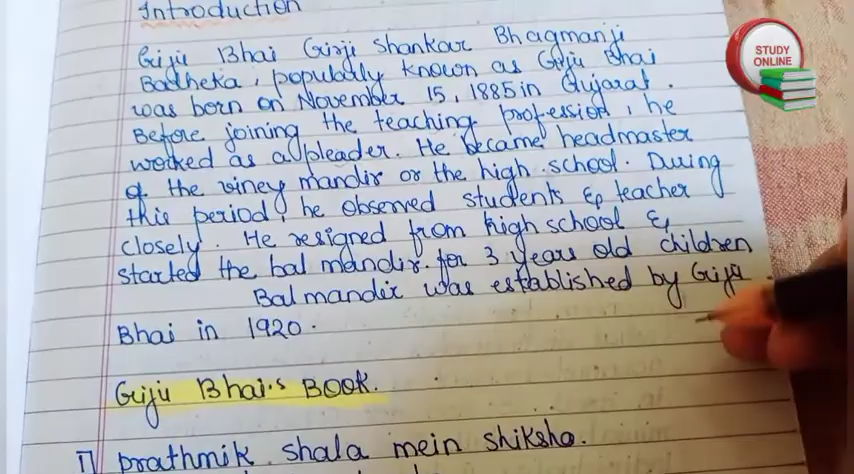 Introduction
Giju Bhai Girji Shankar Bhagmanji
Badheka, popularly known as Giju Bhai
was born on November 15, 1885 in Gujarat.
Before joining the teaching profession, he
worked as a pleader. He became headmaster
of the viney mandir or the high school. During
this period, he observed students & teacher
closely. He resigned from high school &
started the bal mandir for 3 years old children
Balmandir was established by Giju
Bhai in 1920.
Giju Bhai's BOOK.
1] prathmik shala mein shiksha.
STUDY
ONLINE